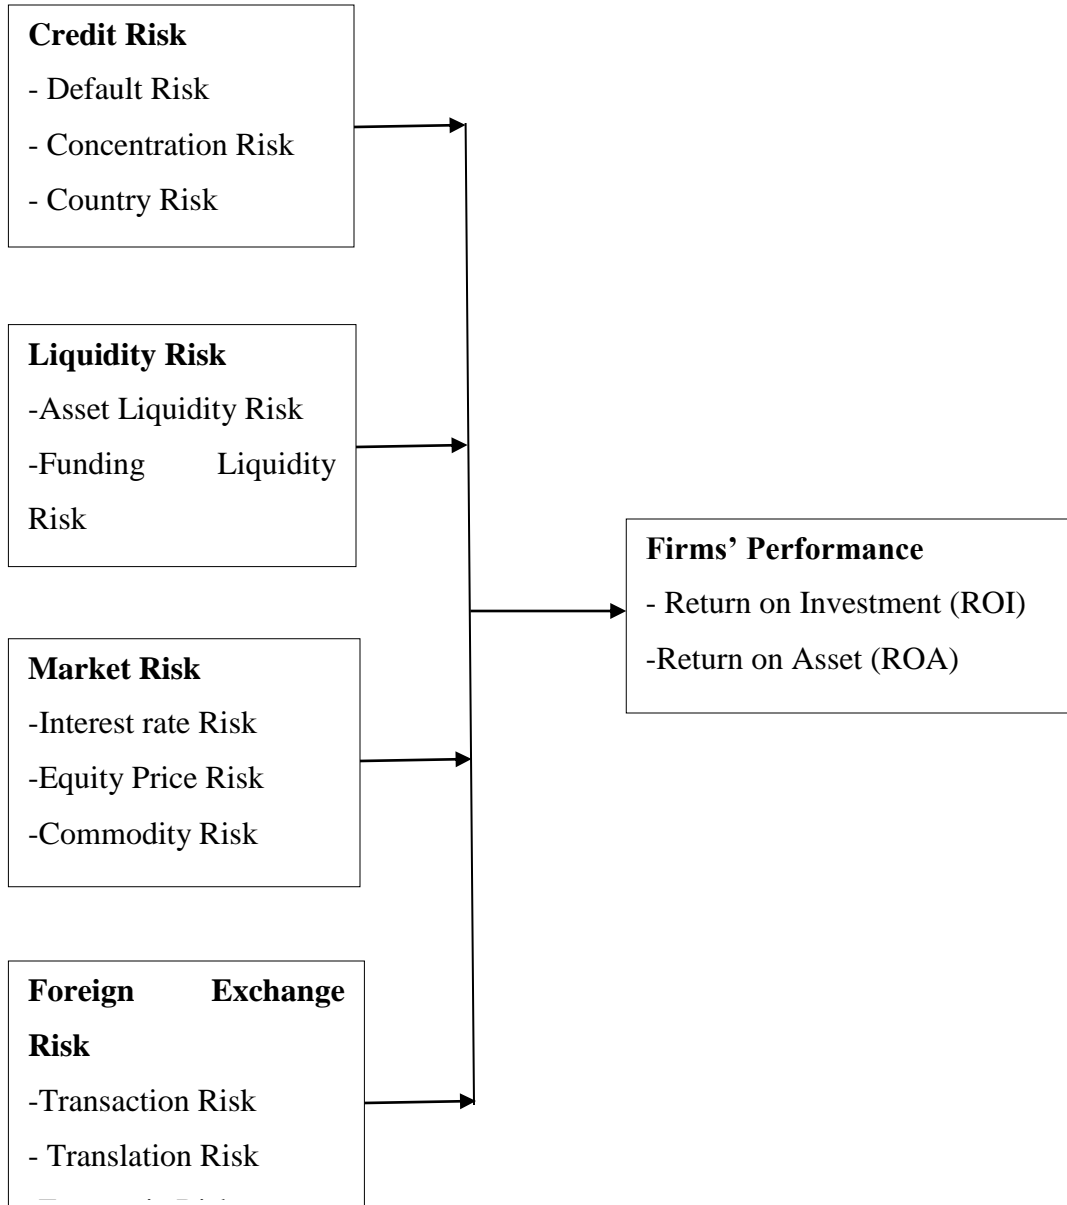 Credit Risk
- Default Risk
- Concentration Risk
- Country Risk
Liquidity Risk
-Asset Liquidity Risk
-Funding Liquidity
Risk
Market Risk
-Interest rate Risk
-Equity Price Risk
-Commodity Risk
Foreign Exchange
Risk
-Transaction Risk
- Translation Risk
Firms’ Performance
- Return on Investment (ROI)
-Return on Asset (ROA)